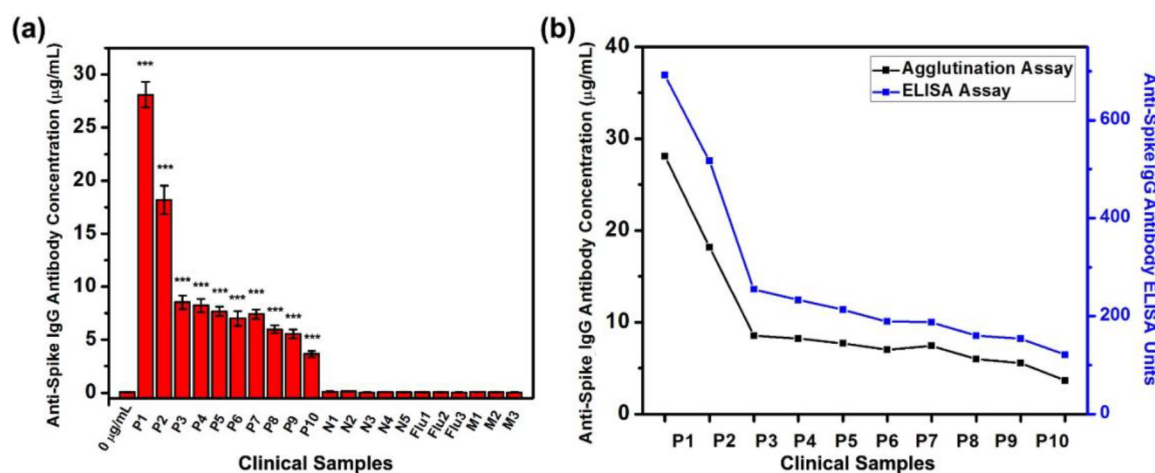 (a)
Anti-Spike IgG Antibody Concentration (µg/mL)
30
25
20
15
10
5
0
***
***
***
***
***
***
***
***
***
***
0 µg/mL
P1
P2
P3
P4
P5
P6
P7
P8
P9
P10
N1
N2
N3
N4
N5
Flu1
Flu2
Flu3
M1
M2
M3
Clinical Samples
(b)
Anti-Spike IgG Antibody Concentration (µg/mL)
40
30
20
10
0
Agglutination Assay
ELISA Assay
P1 P2 P3 P4 P5 P6 P7 P8 P9 P10
Clinical Samples
600
400
200
0
Anti-Spike IgG Antibody ELISA Units